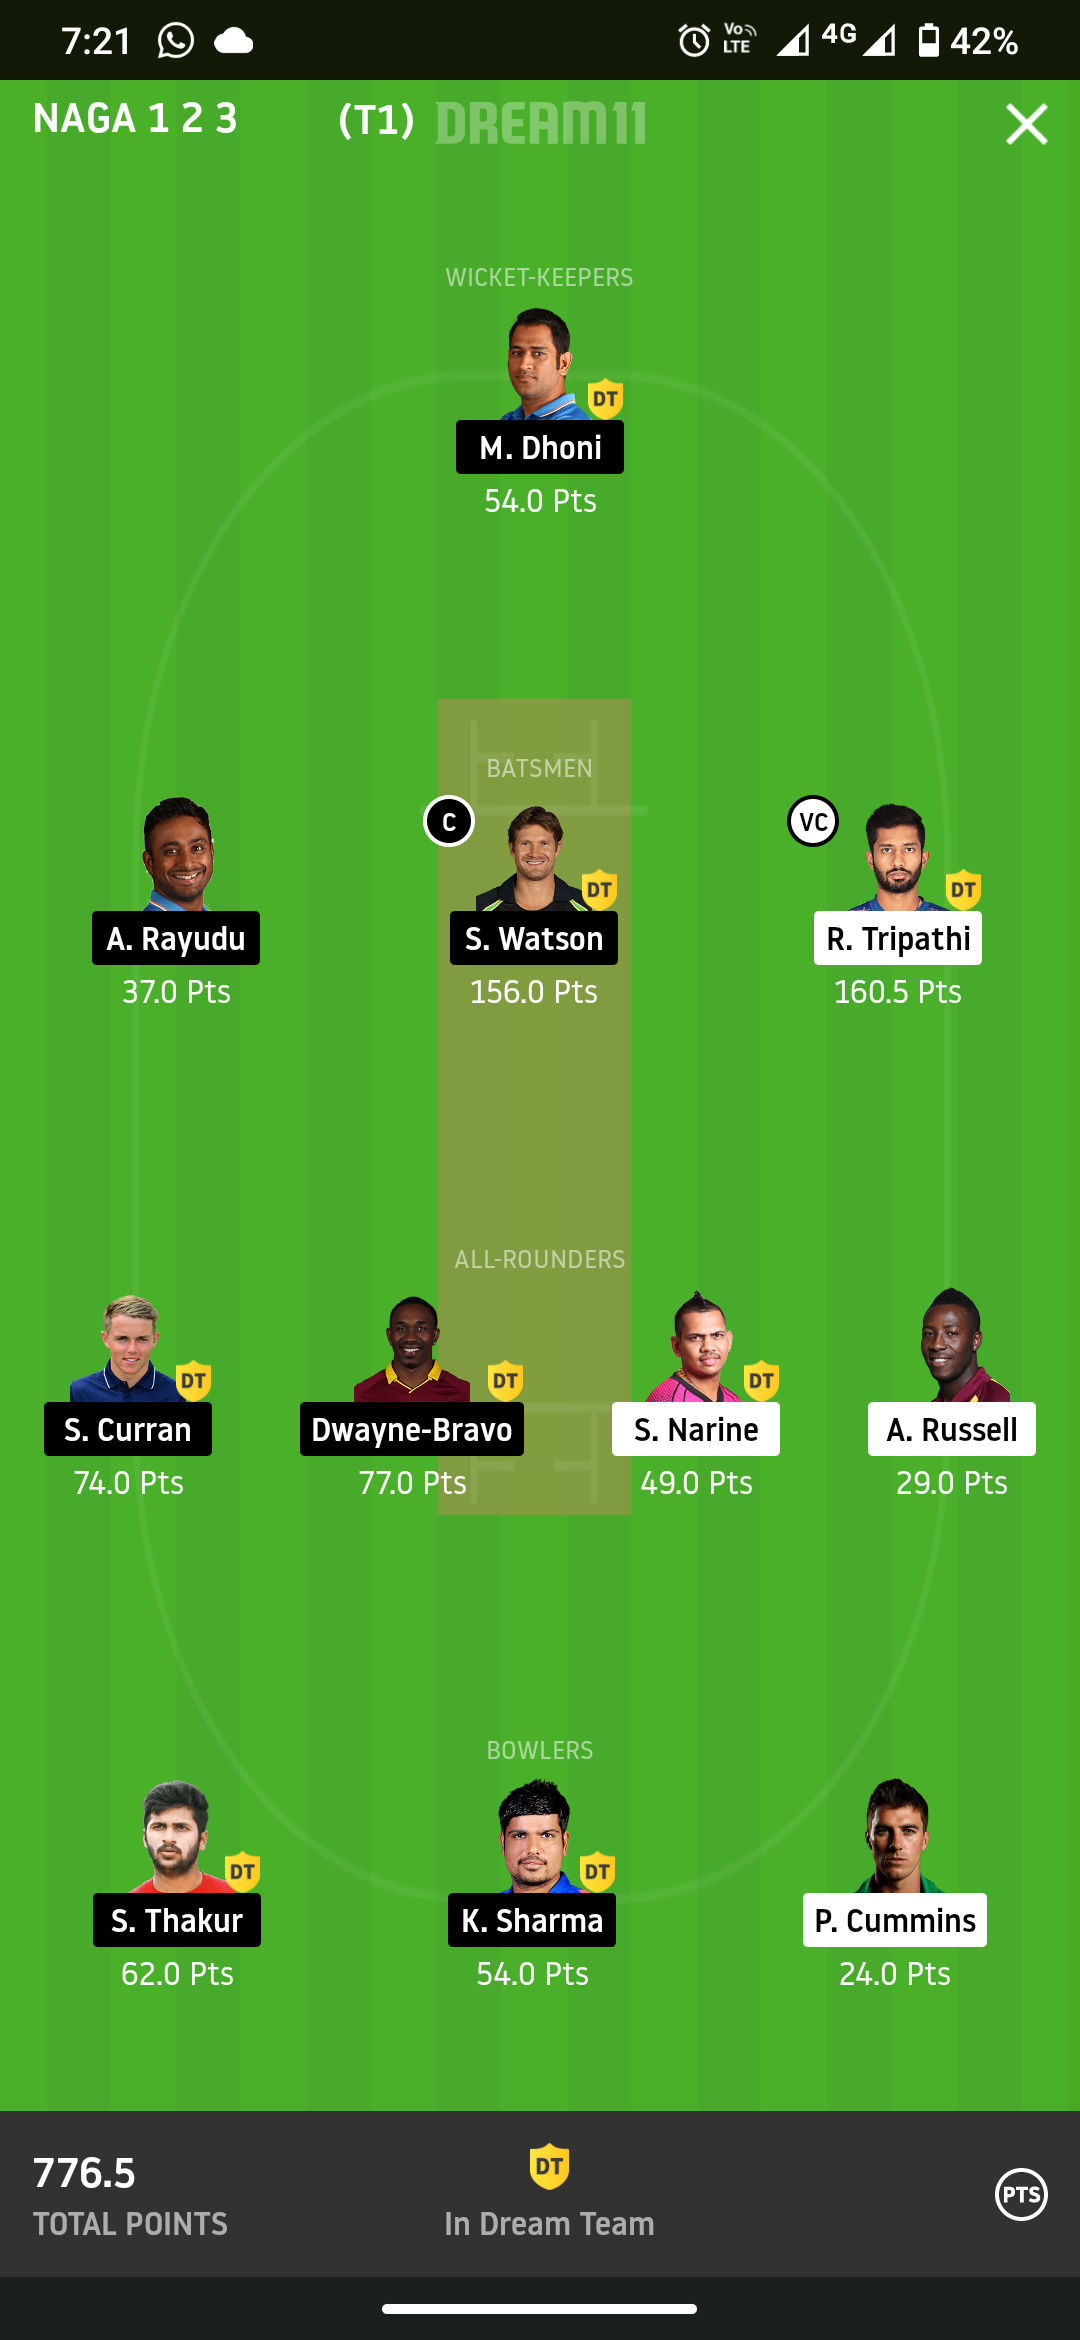 7:21 VoLTE 4G 42%
NAGA 1 2 3 (T1) DREAM11
WICKET-KEEPERS
DT
M. Dhoni
54.0 Pts
BATSMEN
C VC
DT DT
A. Rayudu S. Watson R. Tripathi
37.0 Pts 156.0 Pts 160.5 Pts
ALL-ROUNDERS
DT DT DT
S. Curran Dwayne-Bravo S. Narine A. Russell
74.0 Pts 77.0 Pts 49.0 Pts 29.0 Pts
BOWLERS
DT DT
S. Thakur K. Sharma P. Cummins
62.0 Pts 54.0 Pts 24.0 Pts
776.5 DT PTS
TOTAL POINTS In Dream Team